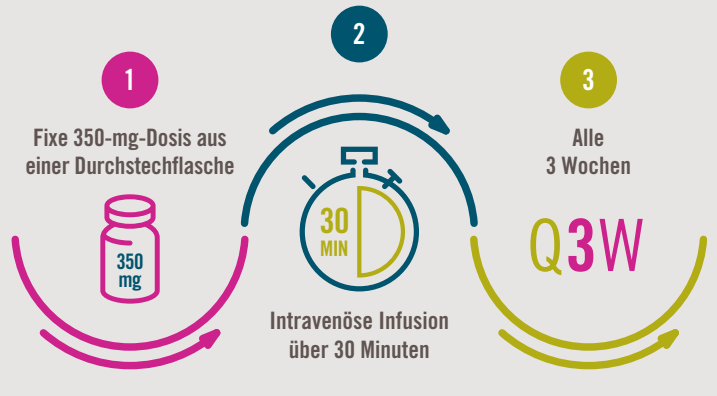 1
Fixe 350-mg-Dosis aus
einer Durchstechflasche
350
mg
2
30
MIN
Intravenöse Infusion
über 30 Minuten
3
Alle
3 Wochen
Q3W